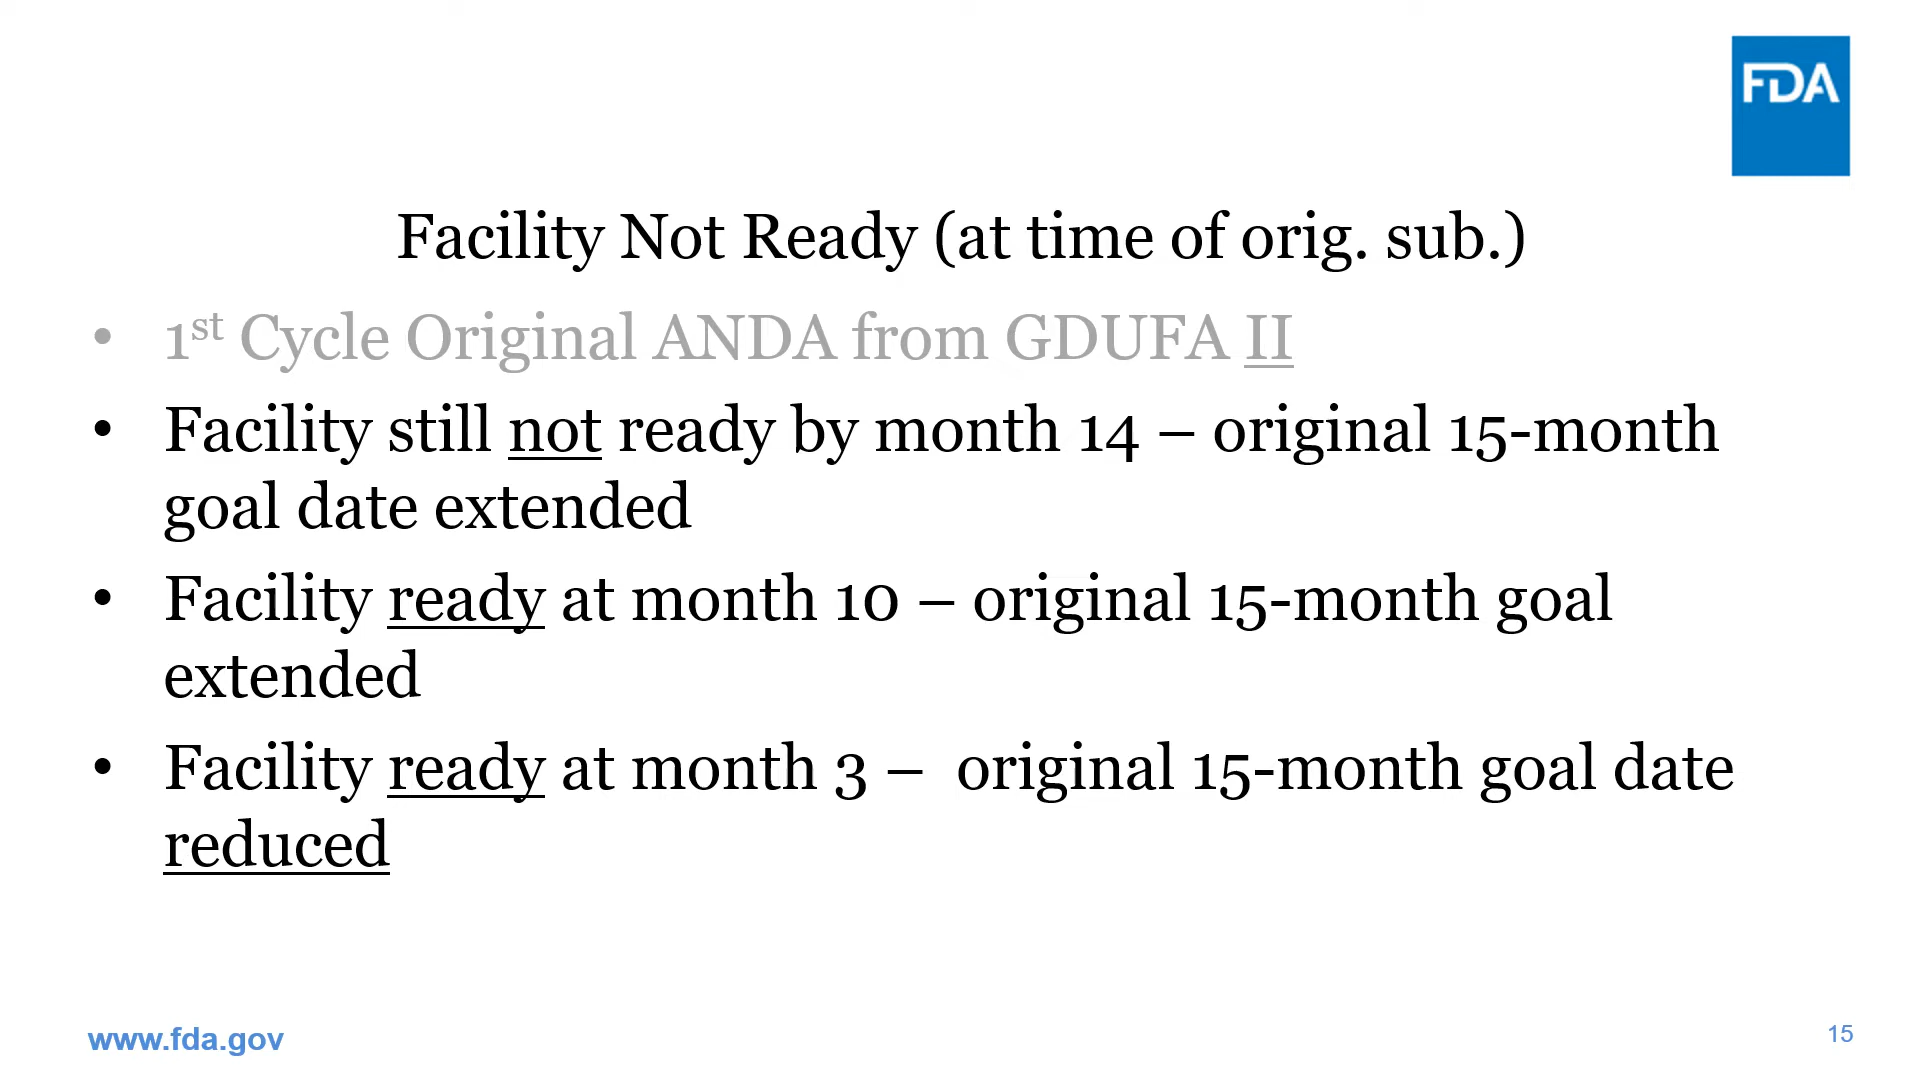 FDA
Facility Not Ready (at time of orig. sub.)
• 1st Cycle Original ANDA from GDUFA II
• Facility still not ready by month 14 – original 15-month
goal date extended
• Facility ready at month 10 – original 15-month goal
extended
• Facility ready at month 3 – original 15-month goal date
reduced
www.fda.gov
15